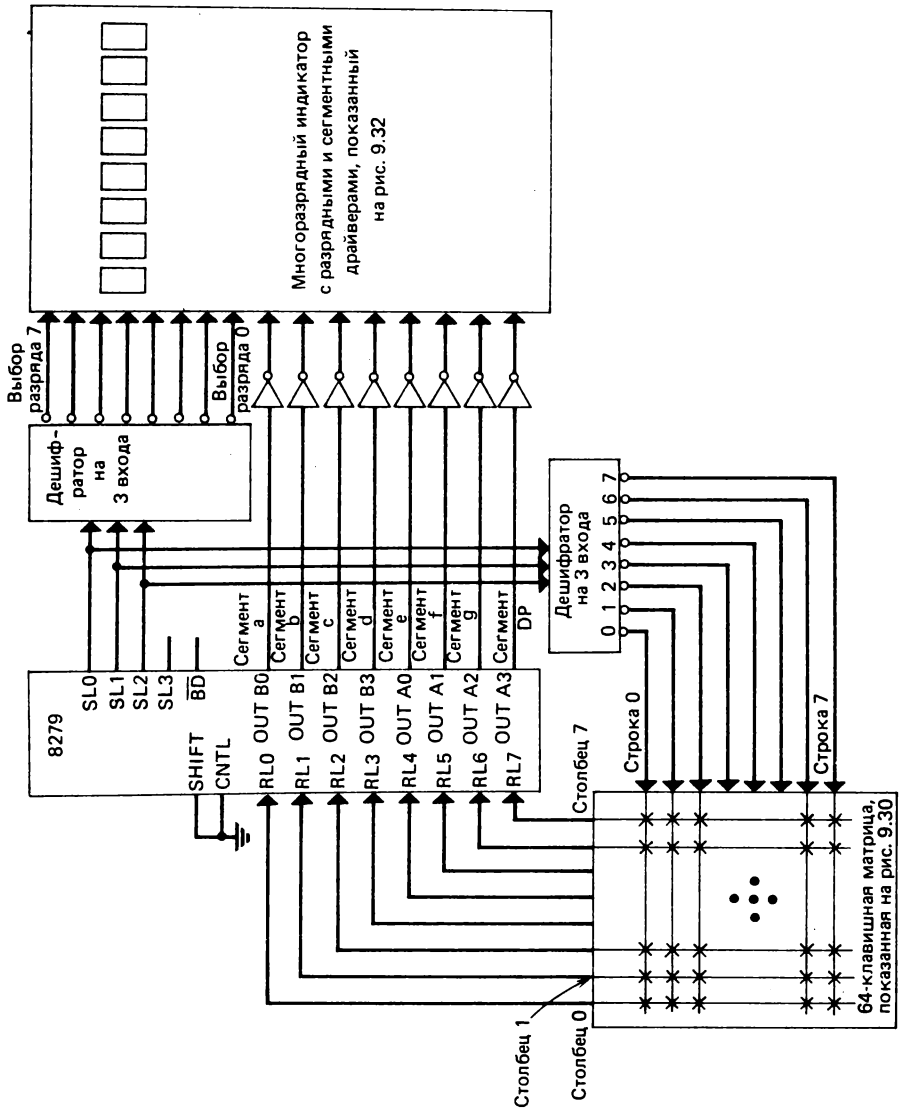 8279
SL0
SL1
SL2
SL3
BD
SHIFT
CNTL
RL0 OUT B0
RL1 OUT B1
RL2 OUT B2
RL3 OUT B3
RL4 OUT A0
RL5 OUT A1
RL6 OUT A2
RL7 OUT A3
Сегмент
a
Сегмент
b
Сегмент
c
Сегмент
d
Сегмент
e
Сегмент
f
Сегмент
g
Сегмент
DP
Дешиф-
ратор
на
3 входа
Выбор
разряда 7
Выбор
разряда 0
Многоразрядный индикатор
с разрядными и сегментными
драйверами, показанный
на рис. 9.32
Дешифратор
на 3 входа
0 1 2 3 4 5 6 7
Строка 0
Строка 7
Столбец 7
Столбец 1
Столбец 0
64-клавишная матрица,
показанная на рис. 9.30